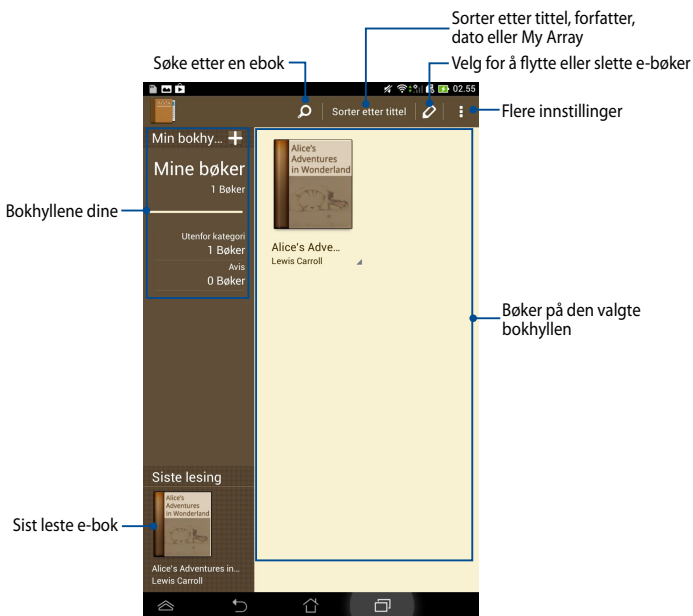 Sorter etter tittel, forfatter,
dato eller My Array
Søke etter en ebok
Velg for å flytte eller slette e-bøker
02.55
Sorter etter tittel
Flere innstillinger
Min bokhy...
Mine bøker
1 Bøker
Bokhyllene dine
Utenfor kategori
1 Bøker
Avis
0 Bøker
Alice's
Adventures
in Wonderland
Alice's Adve...
Lewis Carroll
Bøker på den valgte
bokhyllen
Siste lesing
Alice's
Adventures
in Wonderland
Sist leste e-bok
Alice's Adventures in...
Lewis Carroll